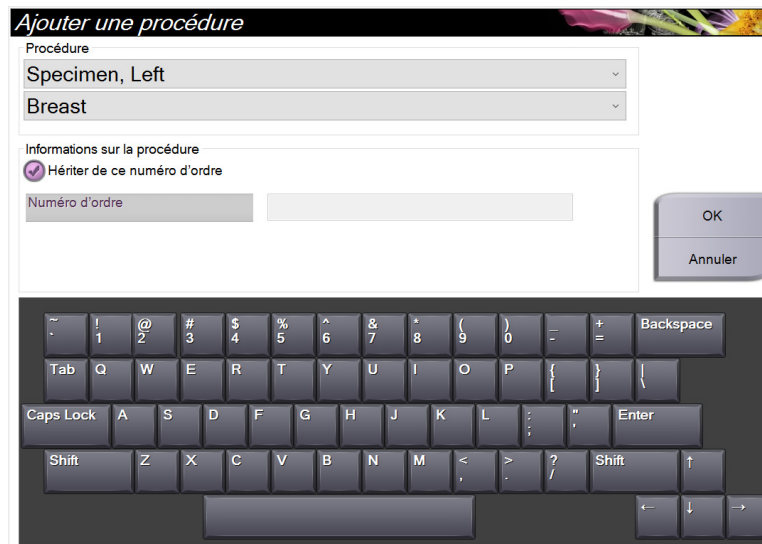 Ajouter une procédure
Procédure
Specimen, Left
Breast
Informations sur la procédure
Hériter de ce numéro d'ordre
Numéro d'ordre
OK
Annuler
~ ! @ # $ % ^ & * ( ) _ + Backspace
` 1 2 3 4 5 6 7 8 9 0 - =
Tab Q W E R T Y U I O P { } |
[ ] \
Caps Lock A S D F G H J K L : " Enter
; '
Shift Z X C V B N M < > ? Shift ↑
, . /
← ↓ →